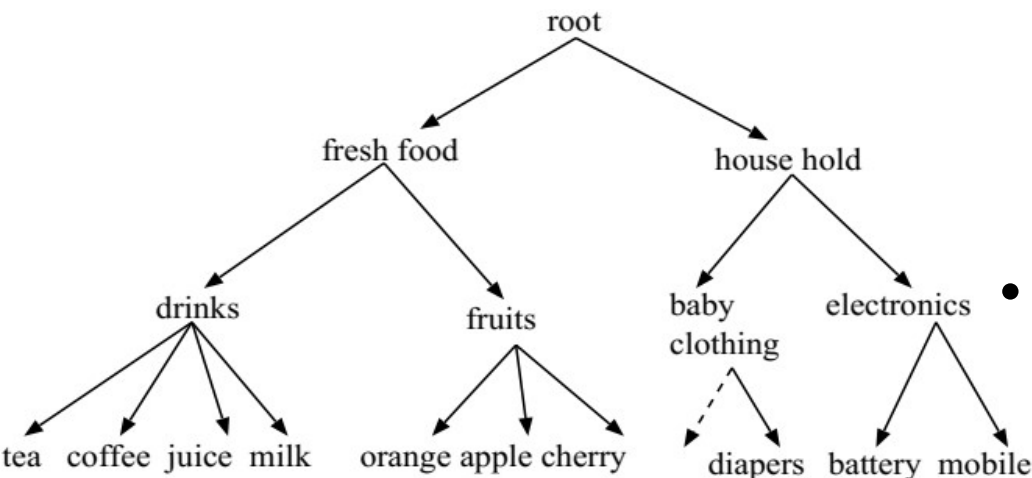 root
fresh food
house hold
drinks
fruits
baby
clothing
electronics
tea coffee juice milk
orange apple cherry
diapers
battery mobile